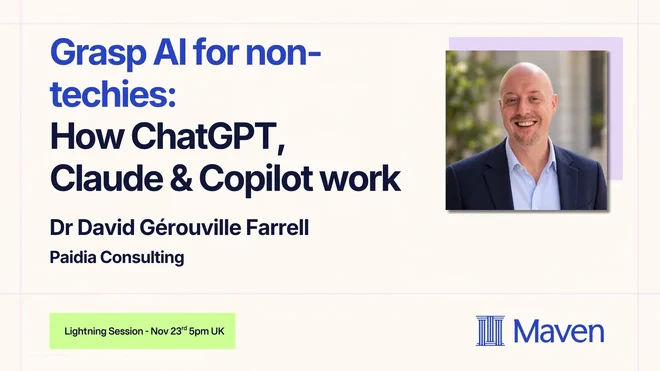 Grasp AI for non-
techies:
How ChatGPT,
Claude & Copilot work
Dr David Gérouville Farrell
Paidia Consulting
Lightning Session - Nov 23rd 5pm UK
Maven